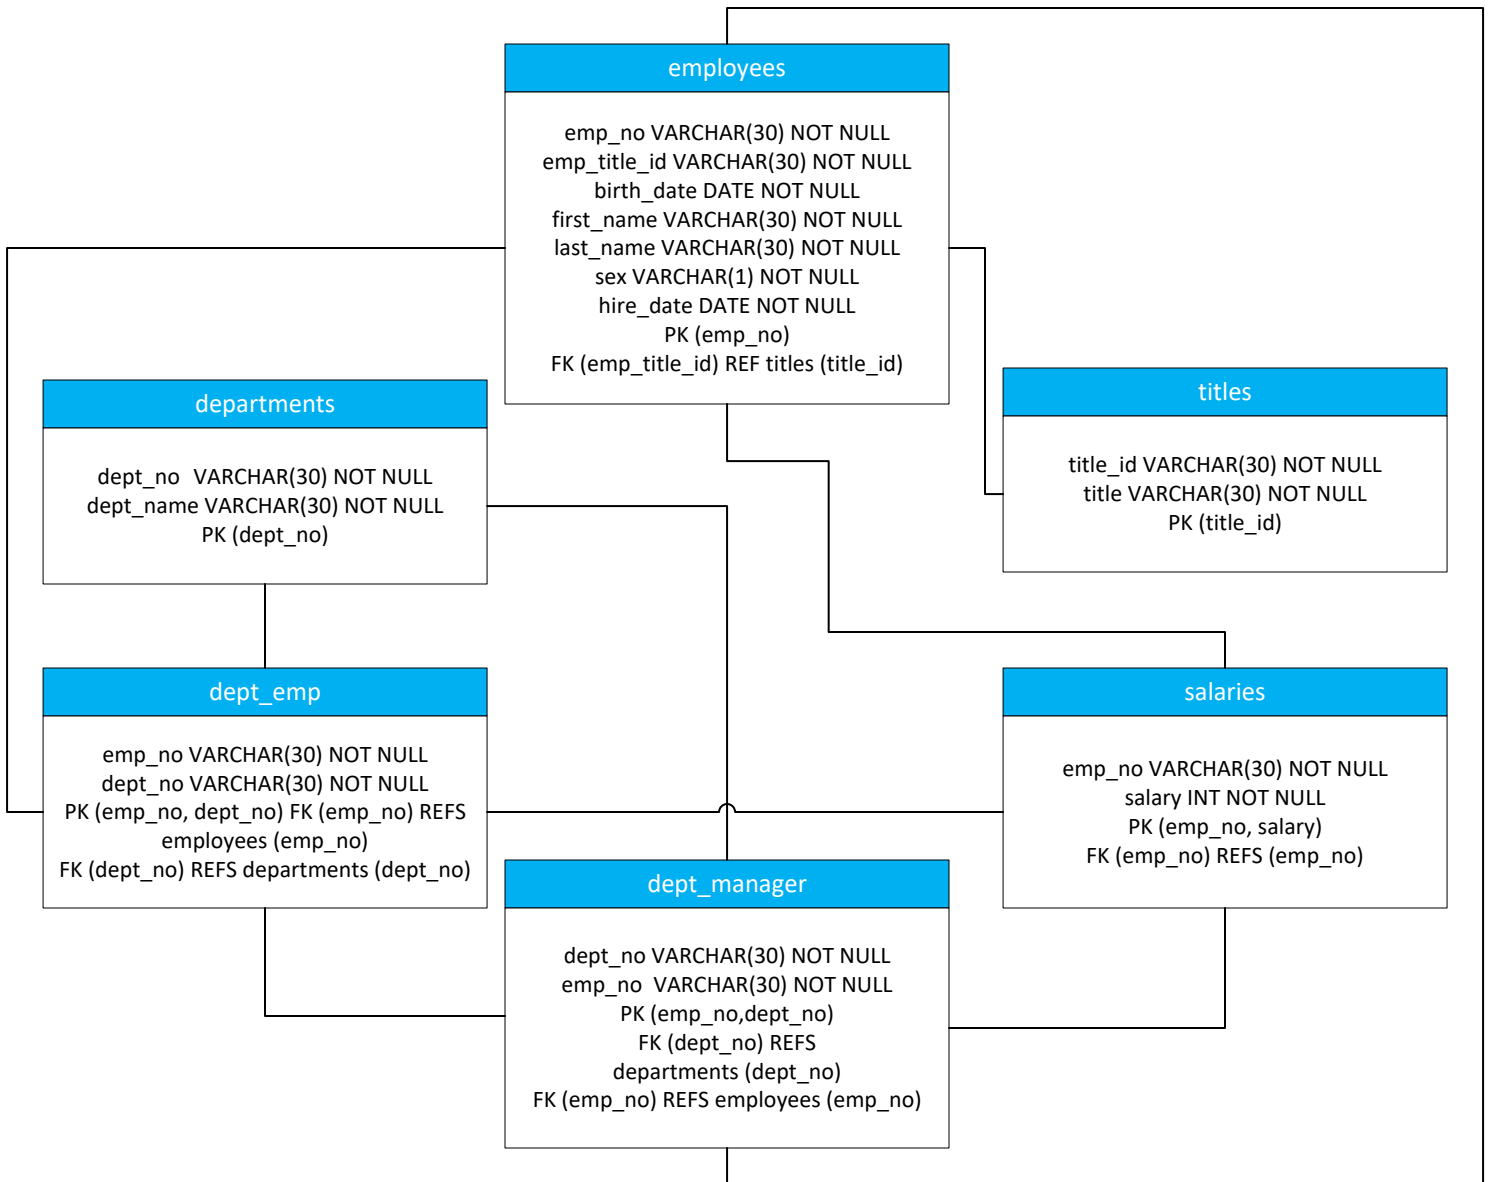 employees
emp_no VARCHAR(30) NOT NULL
emp_title_id VARCHAR(30) NOT NULL
birth_date DATE NOT NULL
first_name VARCHAR(30) NOT NULL
last_name VARCHAR(30) NOT NULL
sex VARCHAR(1) NOT NULL
hire_date DATE NOT NULL
PK (emp_no)
FK (emp_title_id) REF titles (title_id)
departments
dept_no VARCHAR(30) NOT NULL
dept_name VARCHAR(30) NOT NULL
PK (dept_no)
titles
title_id VARCHAR(30) NOT NULL
title VARCHAR(30) NOT NULL
PK (title_id)
dept_emp
emp_no VARCHAR(30) NOT NULL
dept_no VARCHAR(30) NOT NULL
PK (emp_no, dept_no) FK (emp_no) REFS
employees (emp_no)
FK (dept_no) REFS departments (dept_no)
salaries
emp_no VARCHAR(30) NOT NULL
salary INT NOT NULL
PK (emp_no, salary)
FK (emp_no) REFS (emp_no)
dept_manager
dept_no VARCHAR(30) NOT NULL
emp_no VARCHAR(30) NOT NULL
PK (emp_no,dept_no)
FK (dept_no) REFS
departments (dept_no)
FK (emp_no) REFS employees (emp_no)